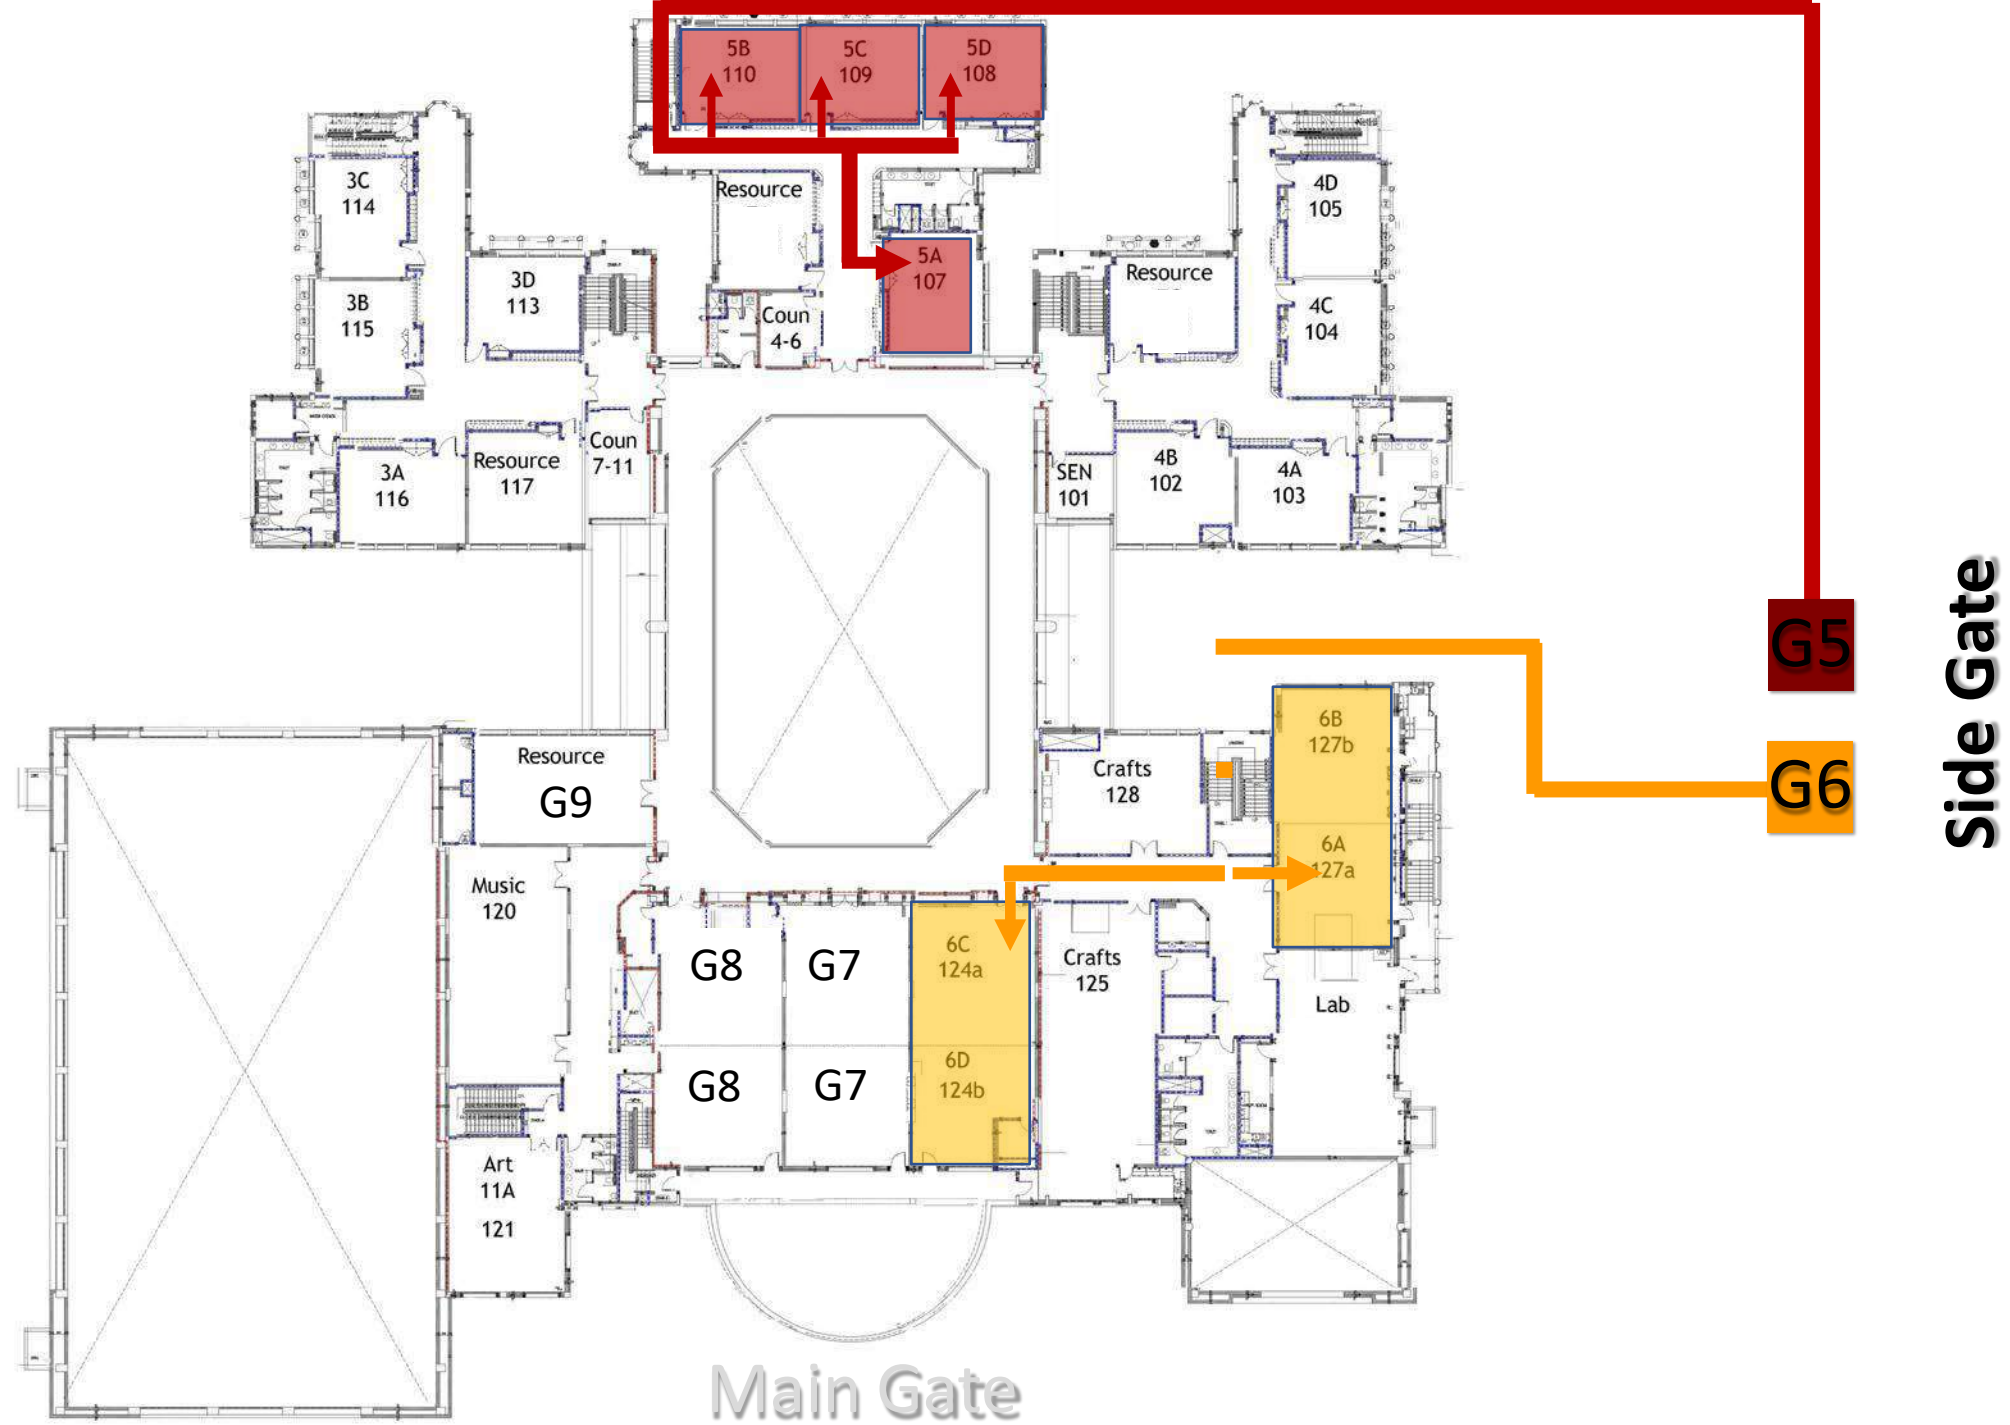 5B
110
5C
109
5D
108
3C
114
Resource
4D
105
5A
107
3D
113
Resource
3B
115
Coun
4-6
4C
104
Coun
7-11
3A
116
Resource
117
SEN
101
4B
102
4A
103
G5
Side Gate
G6
6B
127b
Resource
G9
Crafts
128
6A
127a
Music
120
G8
G7
6C
124a
Crafts
125
Lab
G8
G7
6D
124b
Art
11A
121
Main Gate